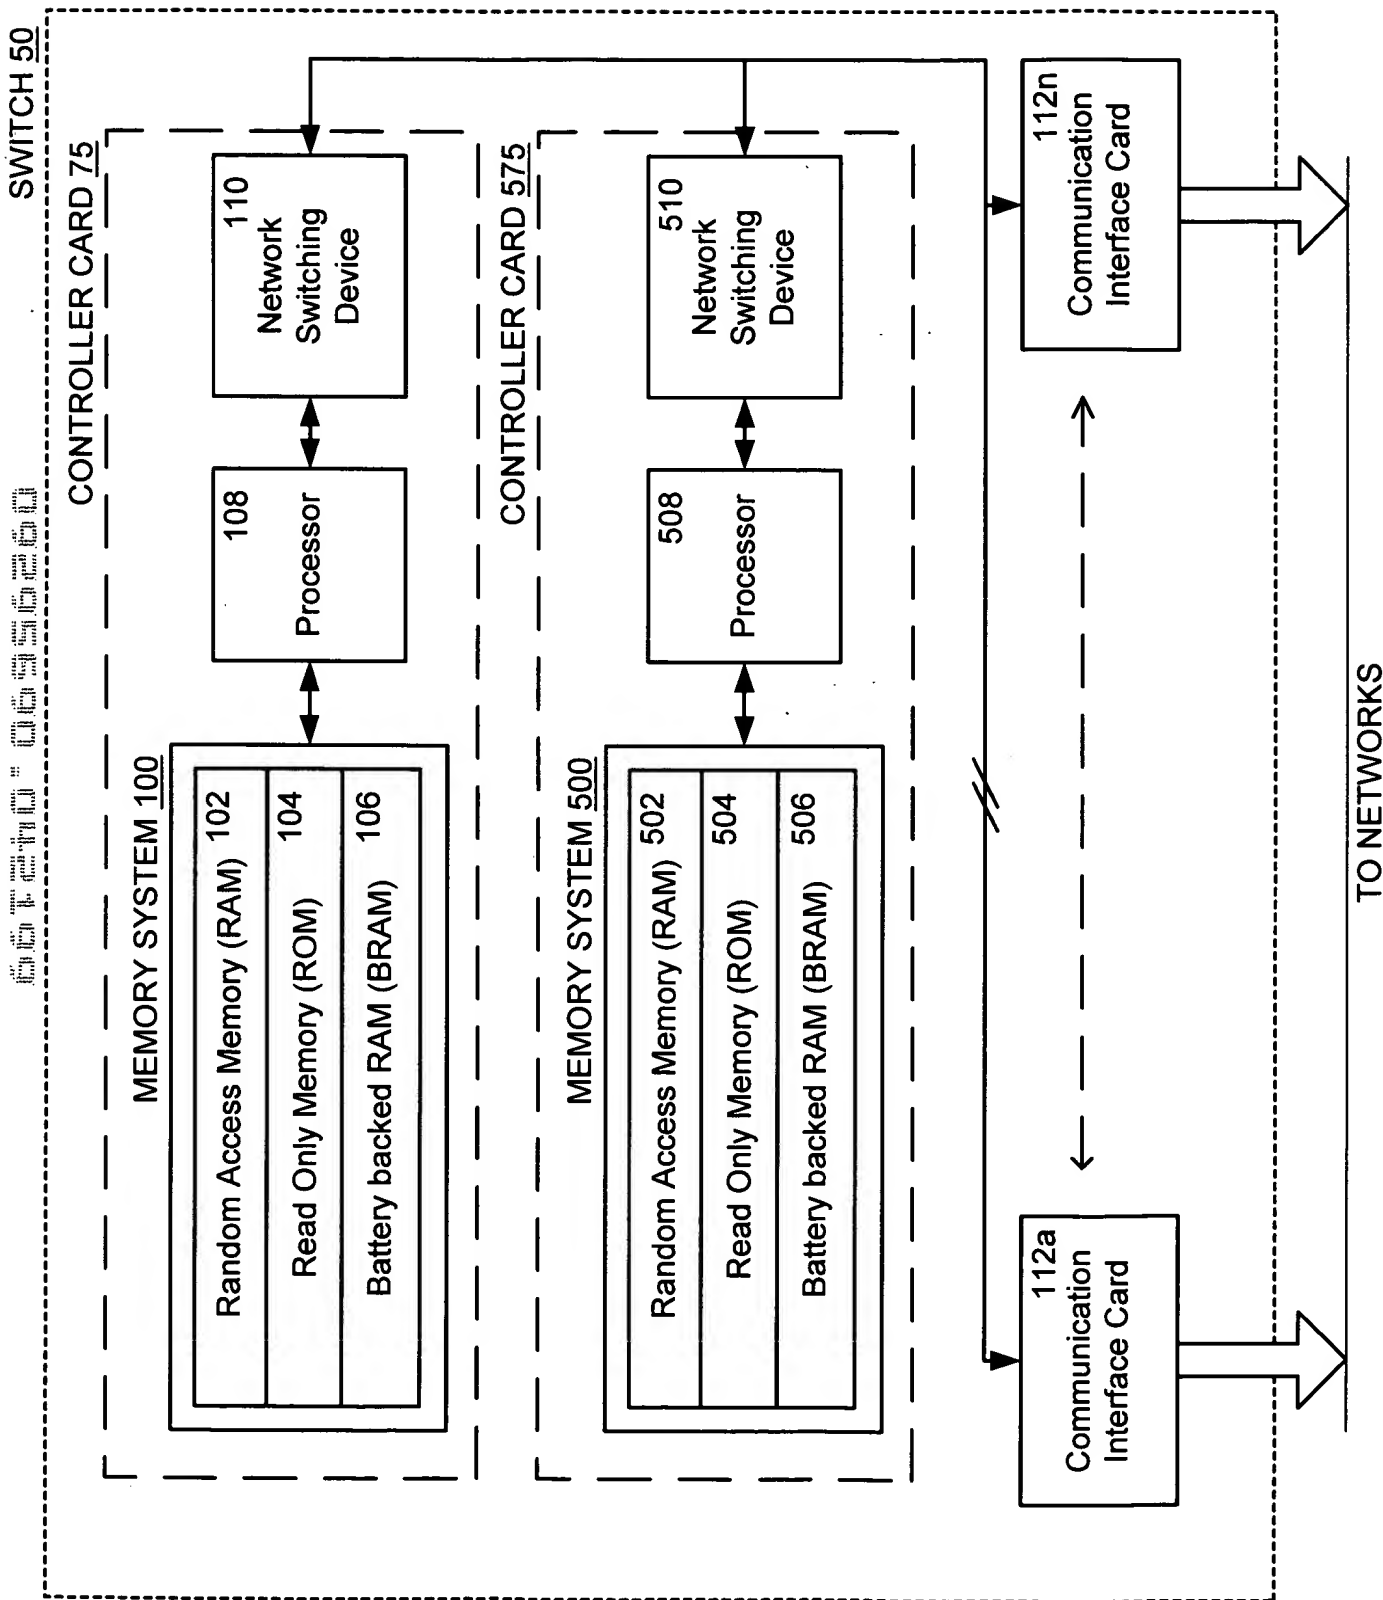 SWITCH 50
CONTROLLER CARD 75
MEMORY SYSTEM 100
Random Access Memory (RAM) 102
Read Only Memory (ROM) 104
Battery backed RAM (BRAM) 106
108
Processor
110
Network
Switching
Device
CONTROLLER CARD 575
MEMORY SYSTEM 500
Random Access Memory (RAM) 502
Read Only Memory (ROM) 504
Battery backed RAM (BRAM) 506
508
Processor
510
Network
Switching
Device
112a
Communication
Interface Card
112n
Communication
Interface Card
TO NETWORKS